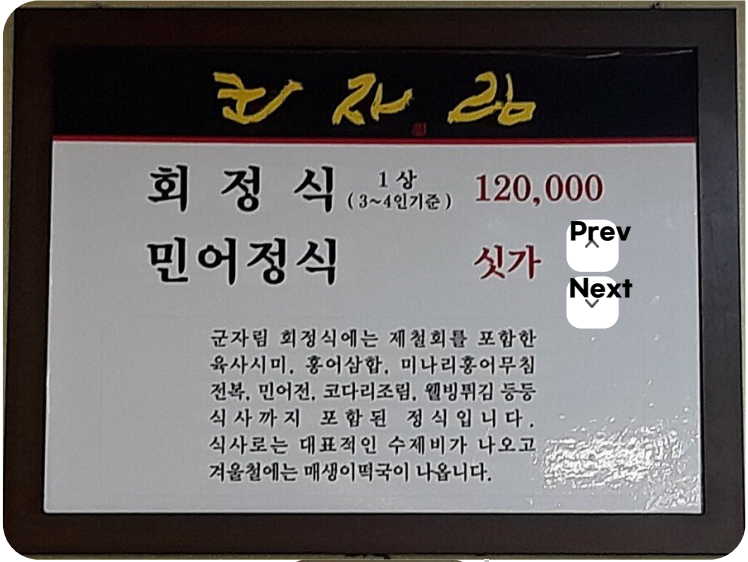 군자림
회정식 1상 (3~4인기준) 120,000
민어정식 싯가
Prev
Next
군자림 회정식에는 제철회를 포함한
육사시미, 홍어삼합, 미나리홍어무침
전복, 민어전, 코다리조림, 웰빙튀김 등등
식사까지 포함된 정식입니다.
식사로는 대표적인 수제비가 나오고
겨울철에는 매생이떡국이 나옵니다.